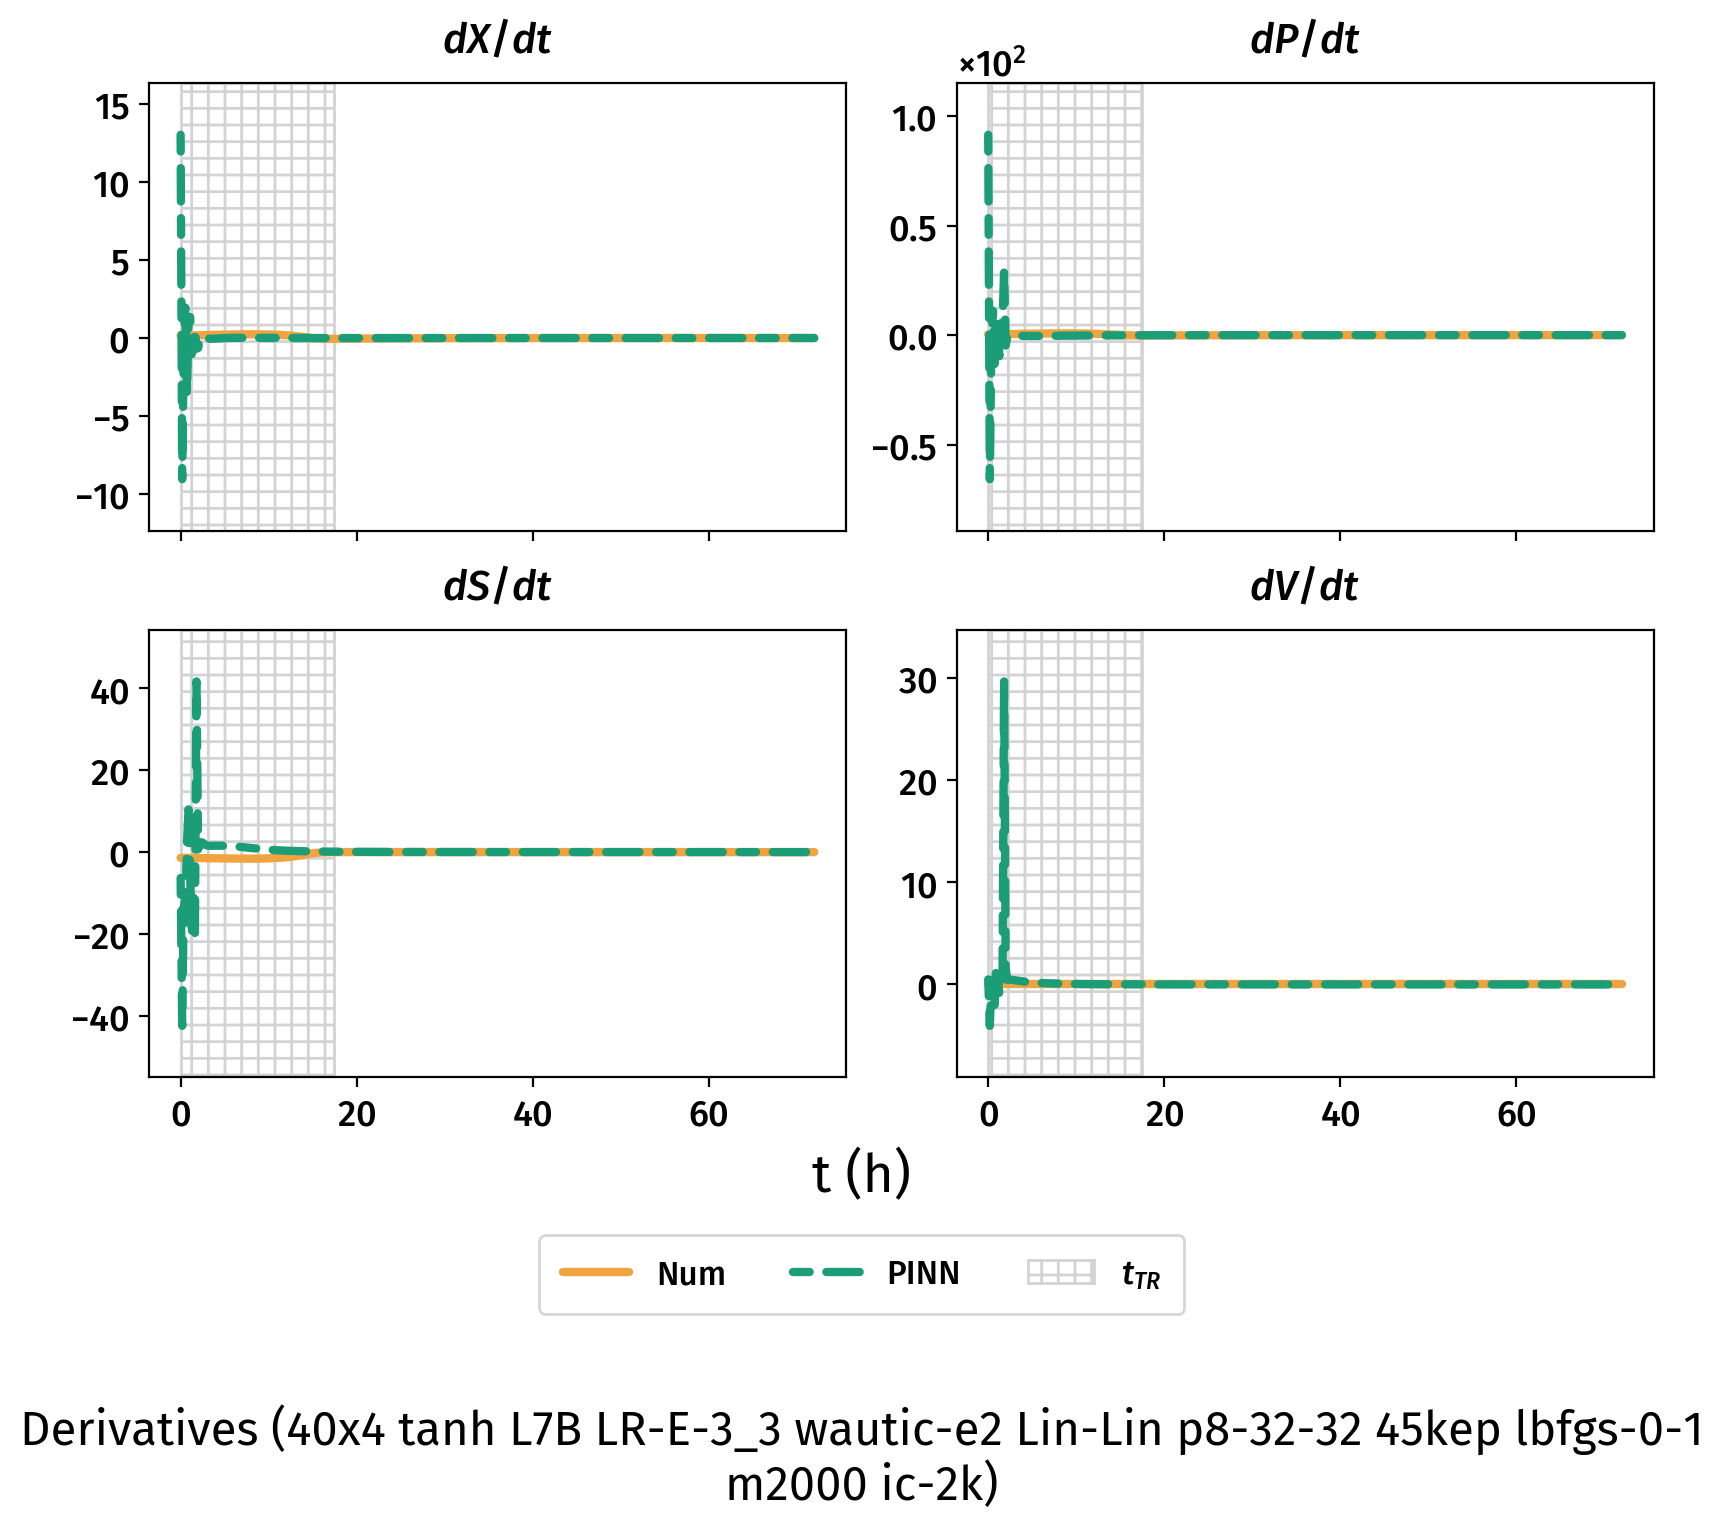 dX/dt
dP/dt
×10²
15
10
5
0
−5
−10
1.0
0.5
0.0
−0.5
dS/dt
dV/dt
40
20
0
−20
−40
30
20
10
0
0 20 40 60
0 20 40 60
t (h)
Num PINN t_TR
Derivatives (40x4 tanh L7B LR-E-3_3 wautic-e2 Lin-Lin p8-32-32 45kep lbfgs-0-1
m2000 ic-2k)